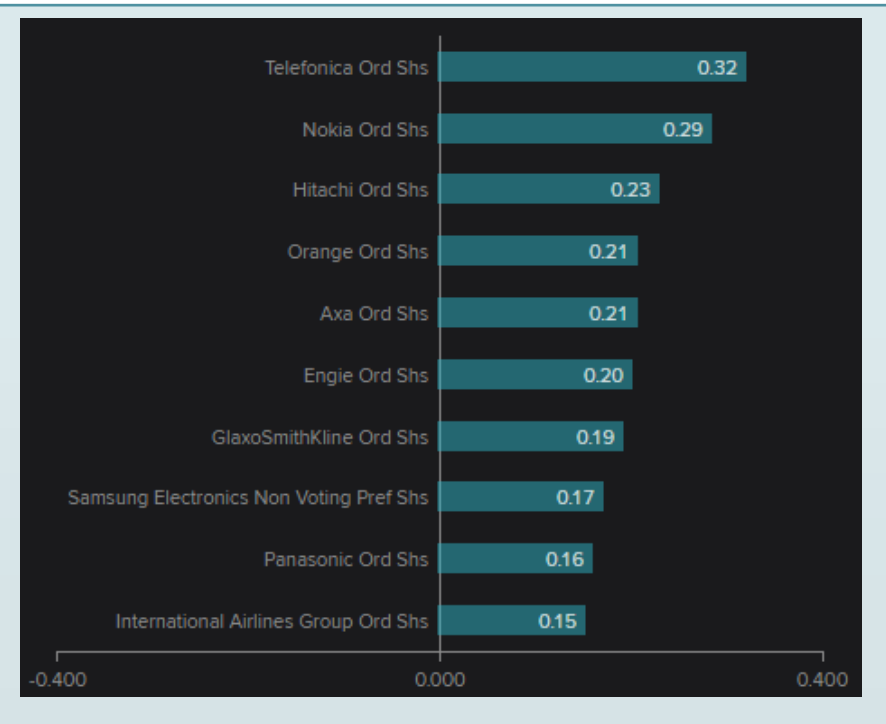 Telefonica Ord Shs 0.32
Nokia Ord Shs 0.29
Hitachi Ord Shs 0.23
Orange Ord Shs 0.21
Axa Ord Shs 0.21
Engie Ord Shs 0.20
GlaxoSmithKline Ord Shs 0.19
Samsung Electronics Non Voting Pref Shs 0.17
Panasonic Ord Shs 0.16
International Airlines Group Ord Shs 0.15
-0.400 0.000 0.400